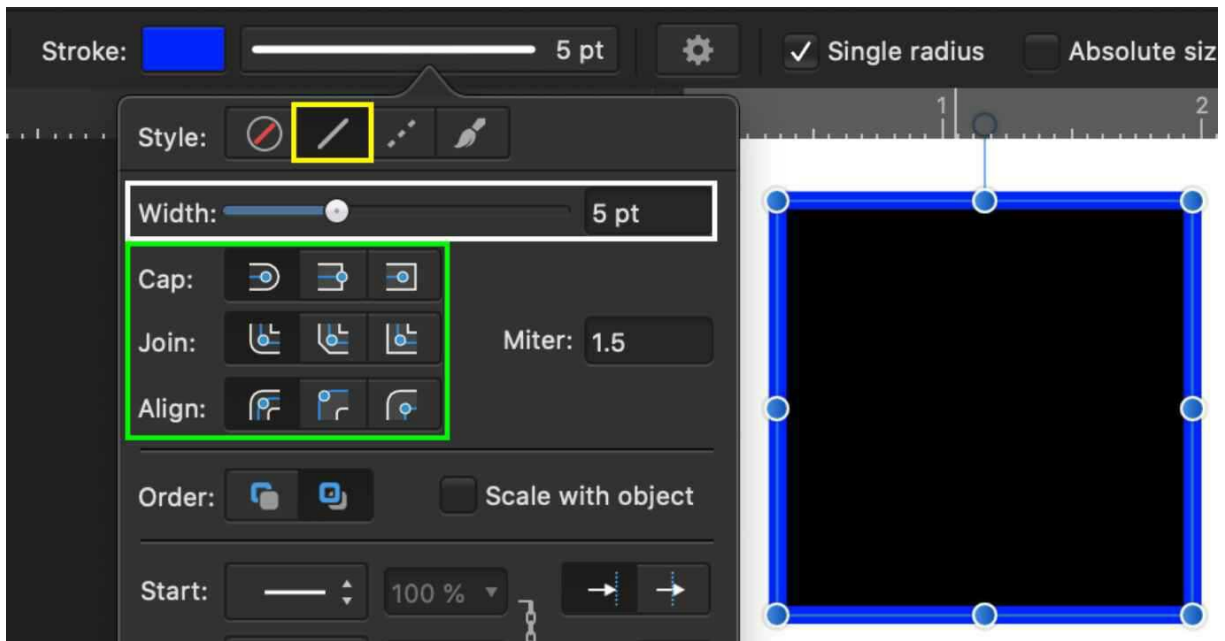 Stroke: 5 pt Single radius Absolute siz
1 2
Style:
Width: 5 pt
Cap:
Join: Miter: 1.5
Align:
Order: Scale with object
Start: 100 %